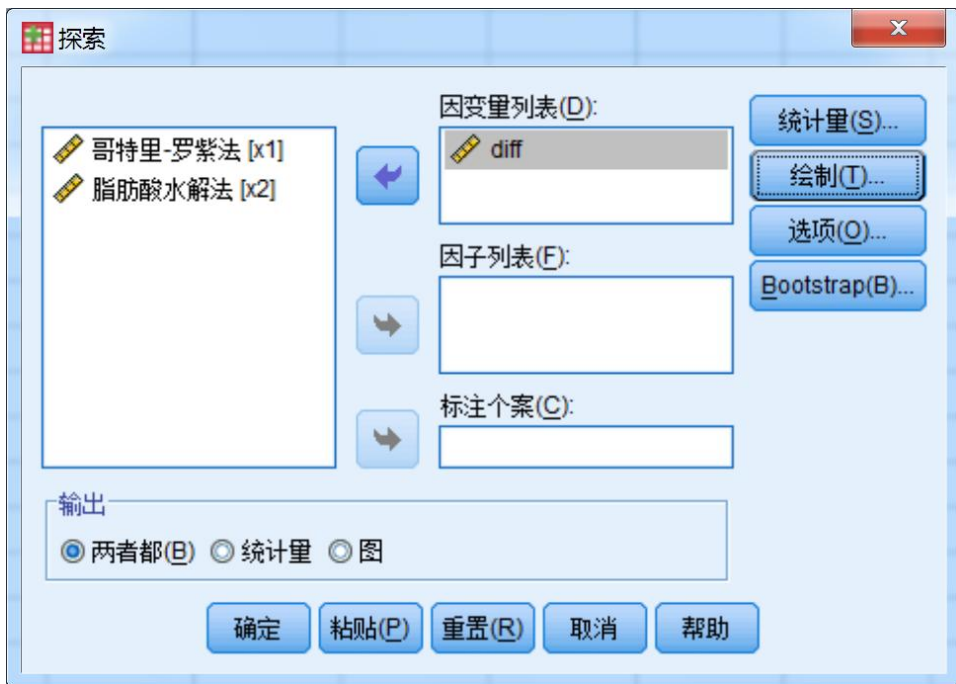 探索
x
哥特里-罗紫法 [x1]
脂肪酸水解法 [x2]
因变量列表(D):
diff
因子列表(F):
标注个案(C):
统计量(S)...
绘制(T)...
选项(O)...
Bootstrap(B)...
输出
两者都(B) 统计量 图
确定 粘贴(P) 重置(R) 取消 帮助